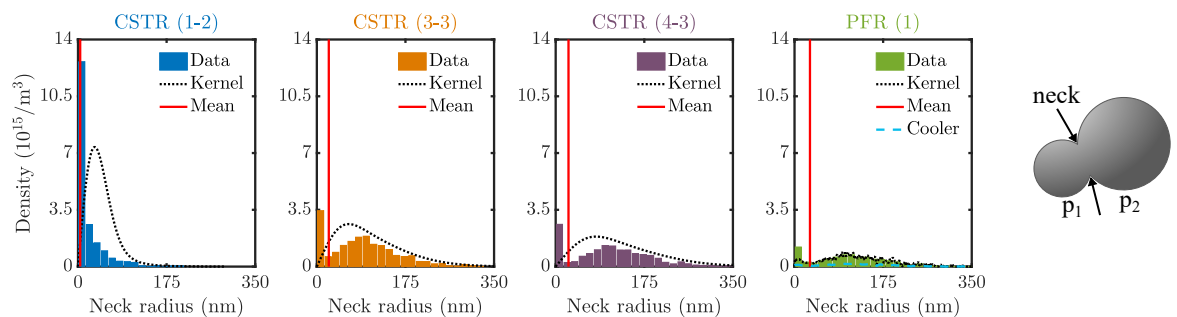 CSTR (1-2)
CSTR (3-3)
CSTR (4-3)
PFR (1)
Density (10^15/m^3)
14
10.5
7
3.5
0
Data
Kernel
Mean
0
175
350
Neck radius (nm)
14
10.5
7
3.5
0
Data
Kernel
Mean
0
175
350
Neck radius (nm)
14
10.5
7
3.5
0
Data
Kernel
Mean
0
175
350
Neck radius (nm)
14
10.5
7
3.5
0
Data
Kernel
Mean
Cooler
0
175
350
Neck radius (nm)
neck
p1
p2